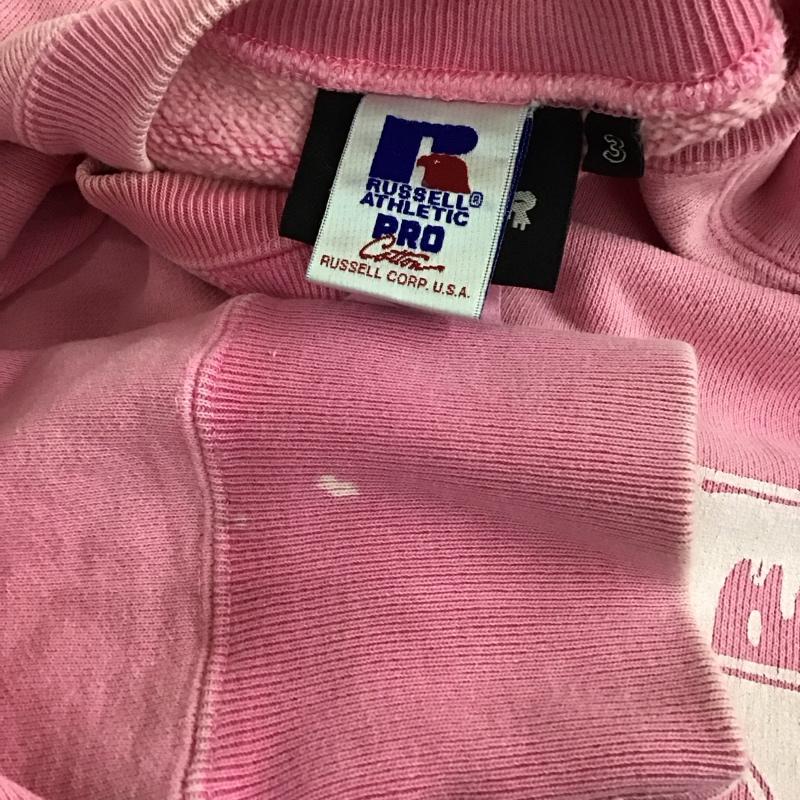 RUSSELL®
ATHLETIC
PRO
Cotton
RUSSELL CORP. U.S.A.
3